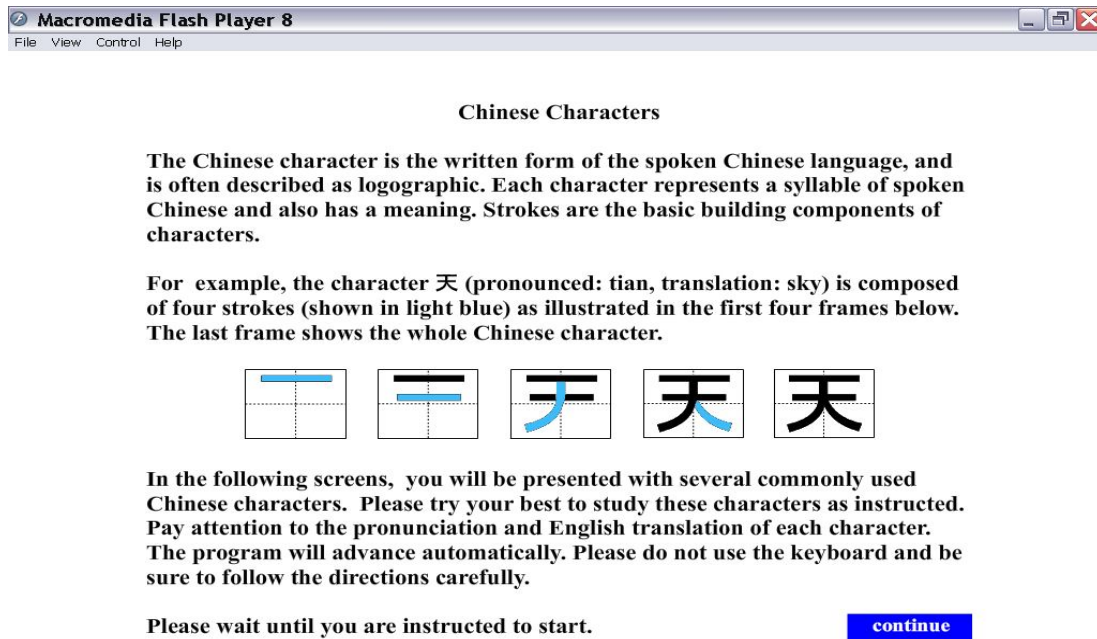 Macromedia Flash Player 8
File View Control Help
Chinese Characters
The Chinese character is the written form of the spoken Chinese language, and
is often described as logographic. Each character represents a syllable of spoken
Chinese and also has a meaning. Strokes are the basic building components of
characters.
For example, the character 天 (pronounced: tian, translation: sky) is composed
of four strokes (shown in light blue) as illustrated in the first four frames below.
The last frame shows the whole Chinese character.
一 二 チ 天 天
In the following screens, you will be presented with several commonly used
Chinese characters. Please try your best to study these characters as instructed.
Pay attention to the pronunciation and English translation of each character.
The program will advance automatically. Please do not use the keyboard and be
sure to follow the directions carefully.
Please wait until you are instructed to start.
continue